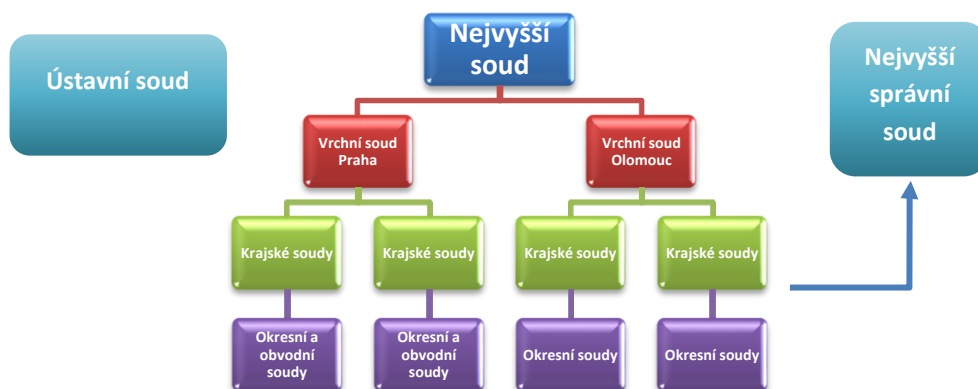 Ústavní soud
Nejvyšší
soud
Nejvyšší
správní
soud
Vrchní soud
Praha
Vrchní soud
Olomouc
Krajské soudy
Krajské soudy
Krajské soudy
Krajské soudy
Okresní a
obvodní
soudy
Okresní a
obvodní
soudy
Okresní soudy
Okresní soudy